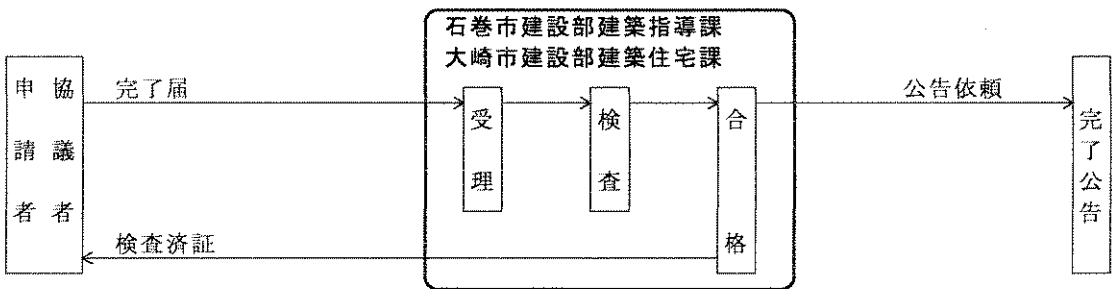 石巻市建設部建築指導課
大崎市建設部建築住宅課
申請者
協議者
完了届
受理
検査
合格
公告依頼
完了公告
検査済証